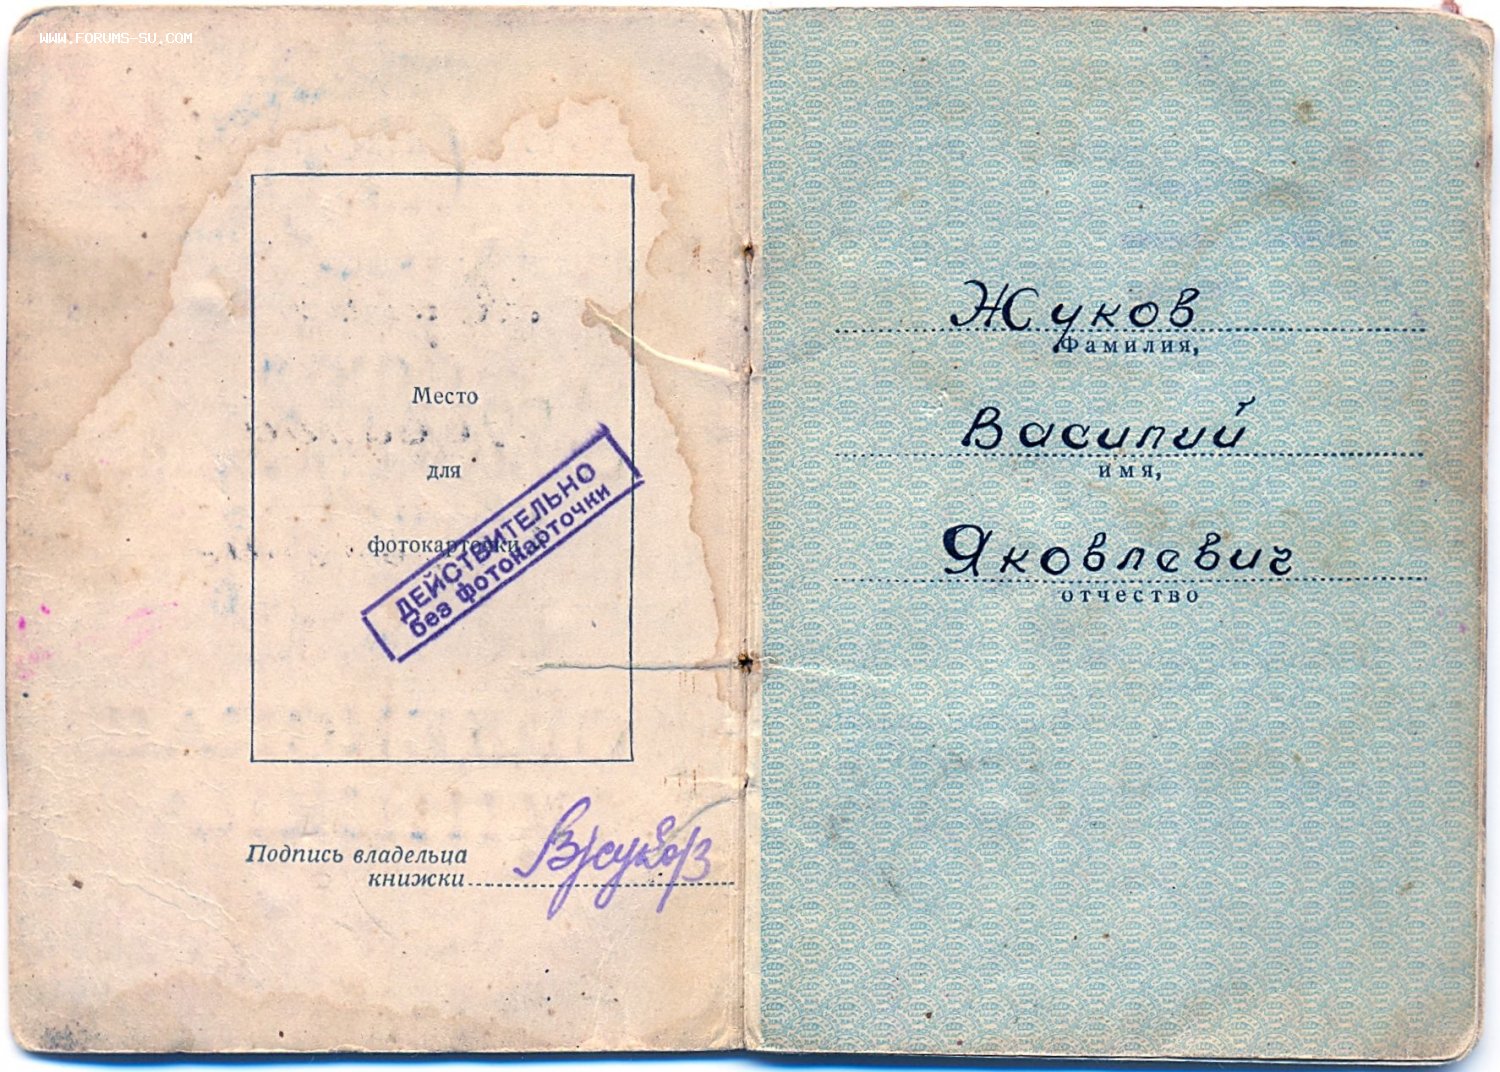 WWW.FORUMS-SU.COM
Место
для
фотокарточки
ДЕЙСТВИТЕЛЬНО
без фотокарточки
Подпись владельца
книжки
ВЖуков
Жуков
Фамилия,
Василий
имя,
Яковлевич
отчество